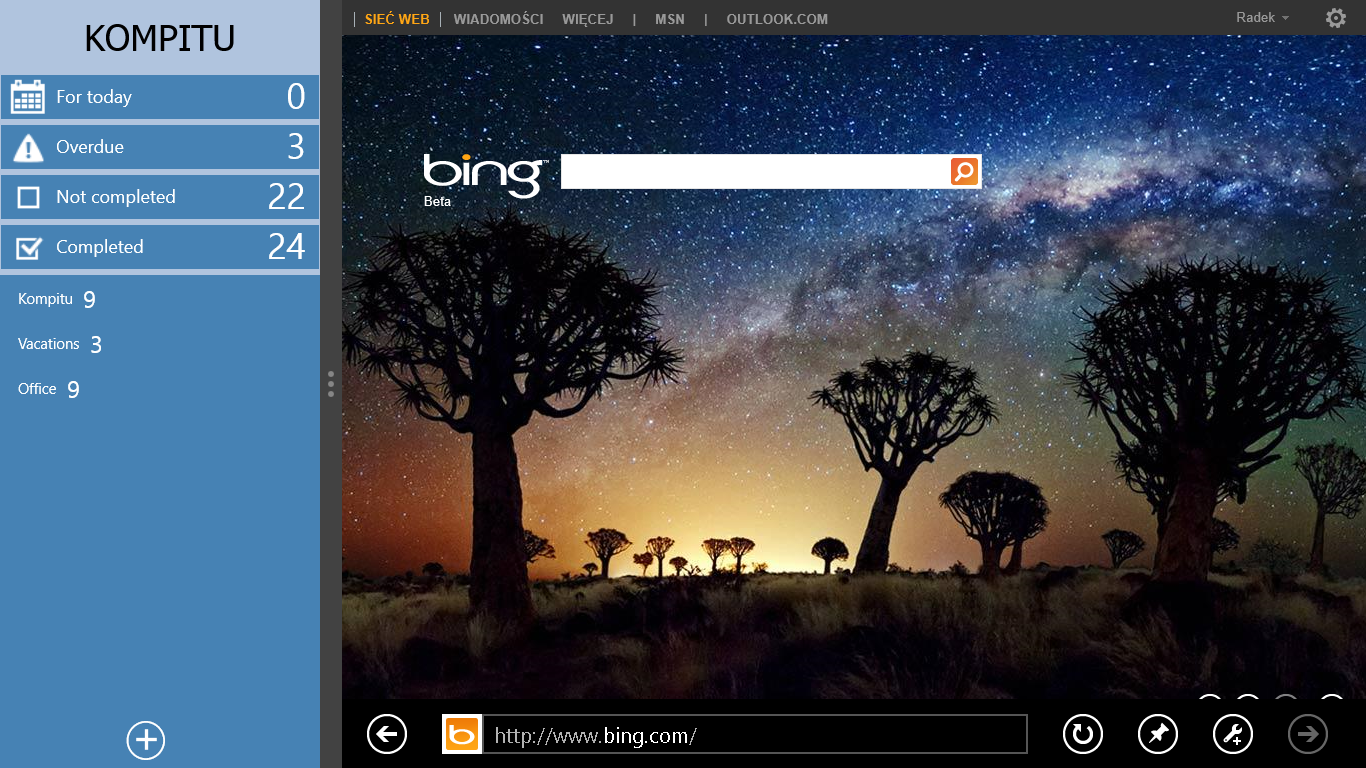 KOMPITU
For today 0
Overdue 3
Not completed 22
Completed 24
Kompitu 9
Vacations 3
Office 9
| SIEĆ WEB | WIADOMOŚCI WIĘCEJ | MSN | OUTLOOK.COM
Radek
bing™
Beta
b http://www.bing.com/